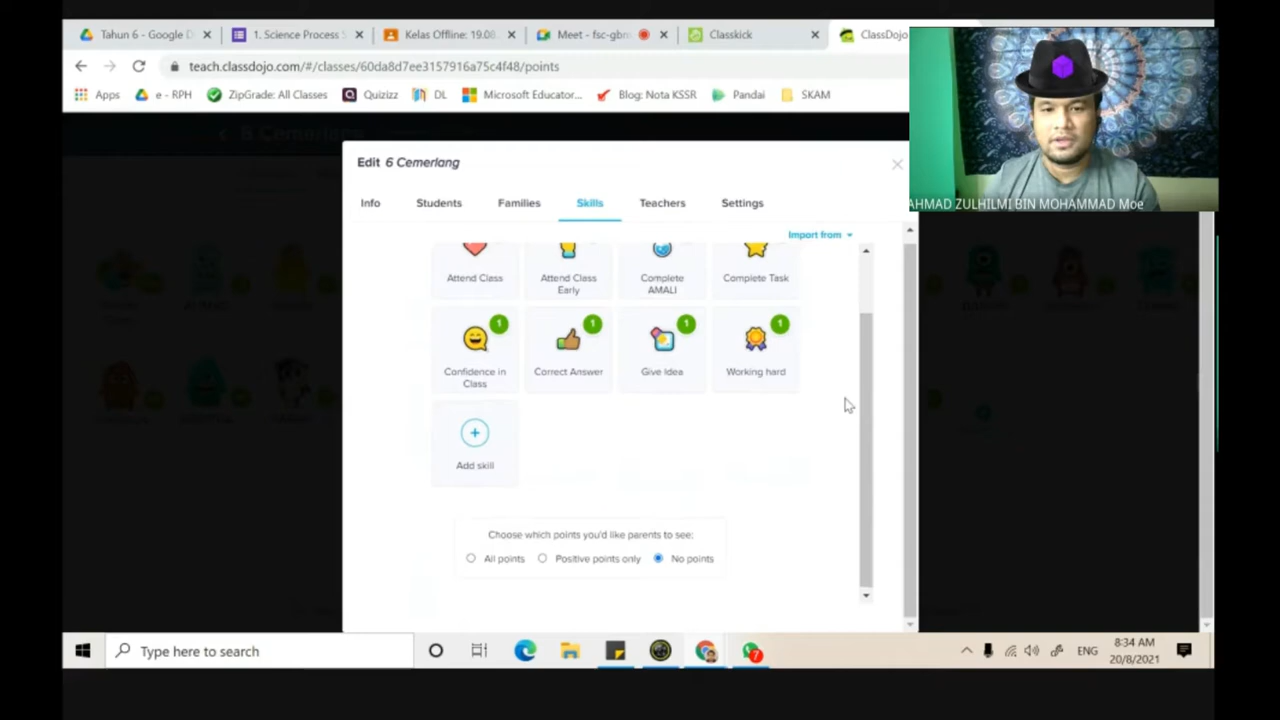 Tahun 6 - Google D
1. Science Process S
Kelas Offline: 19.08.
Meet - fsc-gbm
Classkick
ClassDojo
teach.classdojo.com/#/classes/60da8d7ee3157916a75c4f48/points
Apps
e - RPH
ZipGrade: All Classes
Quizizz
DL
Microsoft Educator...
Blog: Nota KSSR
Pandai
SKAM
6 Cemerlang
AHMAD ZULHILMI BIN MOHAMMAD Moe
Edit 6 Cemerlang
Info
Students
Families
Skills
Teachers
Settings
Import from
Attend Class
Attend Class
Early
Complete
AMALI
Complete Task
1
1
1
1
Confidence in
Class
Correct Answer
Give Idea
Working hard
Add skill
Choose which points you'd like parents to see:
All points
Positive points only
No points
Type here to search
7
ENG
8:34 AM
20/8/2021